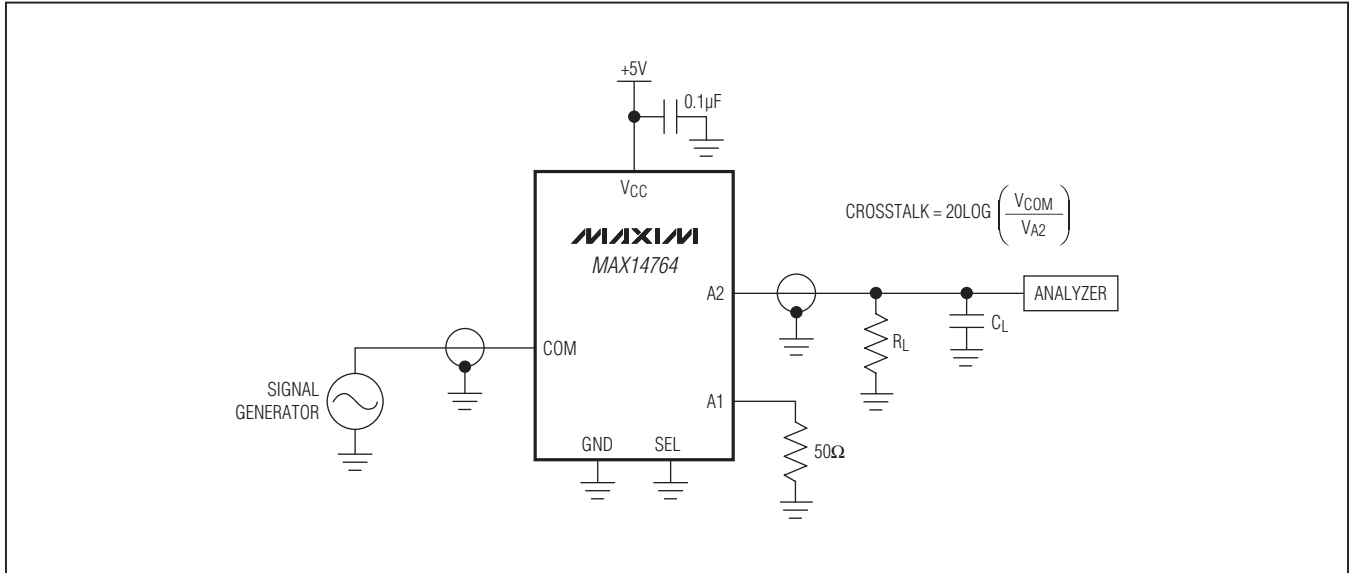 +5V
0.1µF
VCC
CROSSTALK = 20LOG (VCOM / VA2)
MAXIM
MAX14764
A2
ANALYZER
RL
CL
COM
SIGNAL
GENERATOR
A1
50Ω
GND
SEL